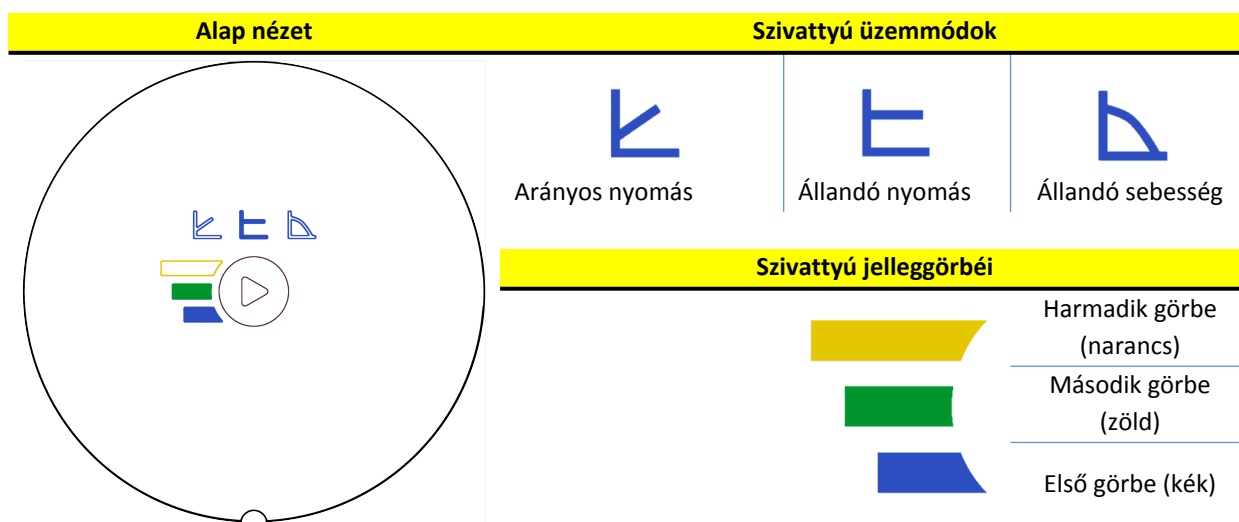 Alap nézet
Szivattyú üzemmódok
Arányos nyomás
Állandó nyomás
Állandó sebesség
Szivattyú jelleggörbéi
Harmadik görbe
(narancs)
Második görbe
(zöld)
Első görbe (kék)